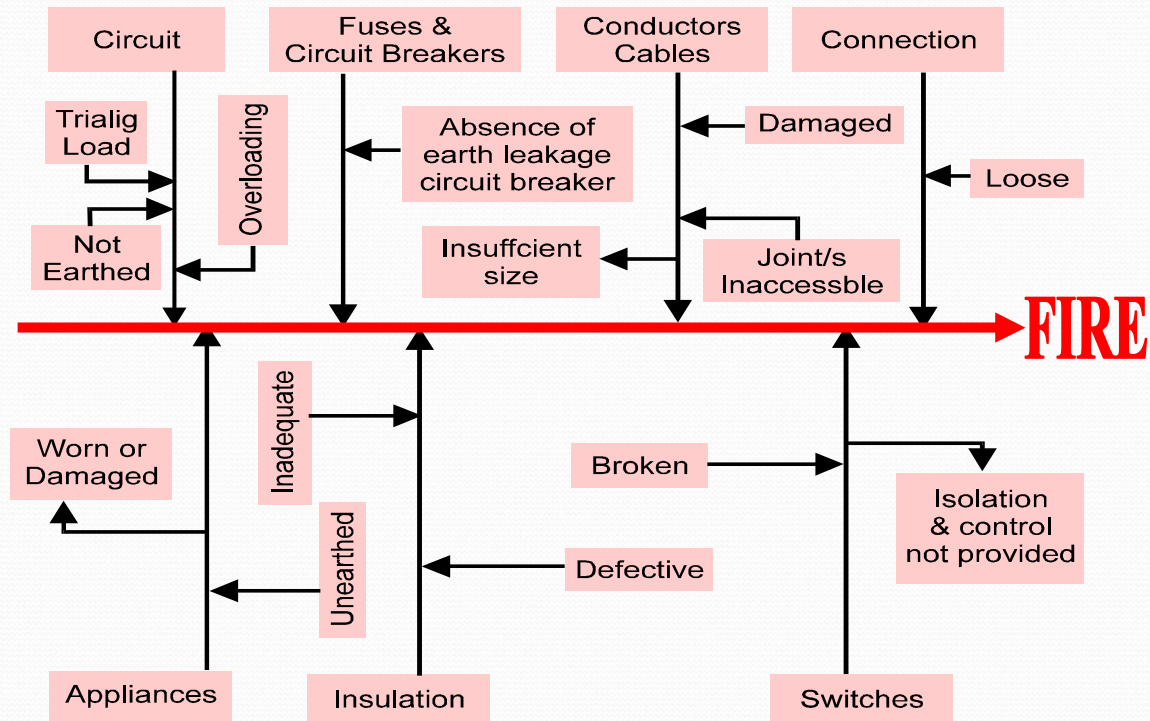 Circuit
Fuses &
Circuit Breakers
Conductors
Cables
Connection
Trialig
Load
Overloading
Absence of
earth leakage
circuit breaker
Damaged
Loose
Not
Earthed
Insuffcient
size
Joint/s
Inaccessble
FIRE
Inadequate
Worn or
Damaged
Broken
Isolation
& control
not provided
Unearthed
Defective
Appliances
Insulation
Switches